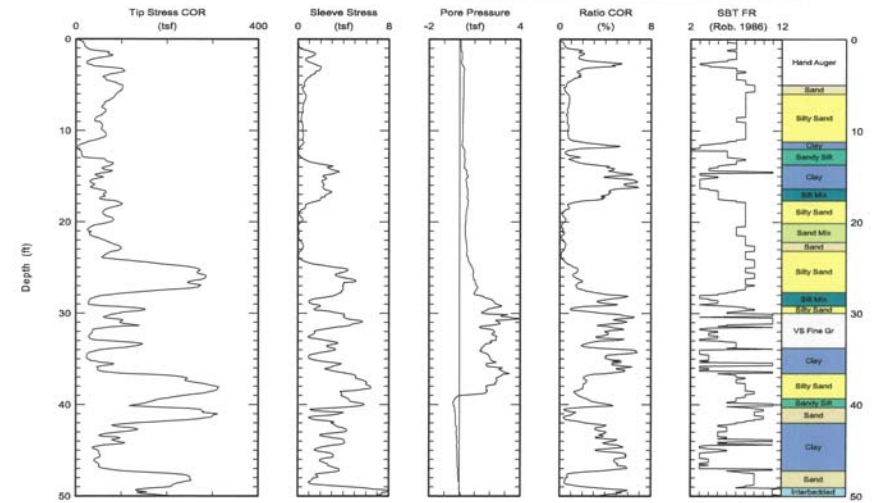 Tip Stress COR
(tsf)
0 400
Sleeve Stress
(tsf)
0 8
Pore Pressure
(tsf)
-2 4
Ratio COR
(%)
0 8
SBT FR
(Rob. 1986)
2 12
Depth (ft)
0
10
20
30
40
50
Hand Auger
Sand
Silty Sand
Clay
Sandy Silt
Clay
Silt Mix
Silty Sand
Sand Mix
Sand
Silty Sand
Silt Mix
Silty Sand
VS Fine Gr
Clay
Silty Sand
Sandy Silt
Sand
Clay
Sand
Interbedded
0
10
20
30
40
50